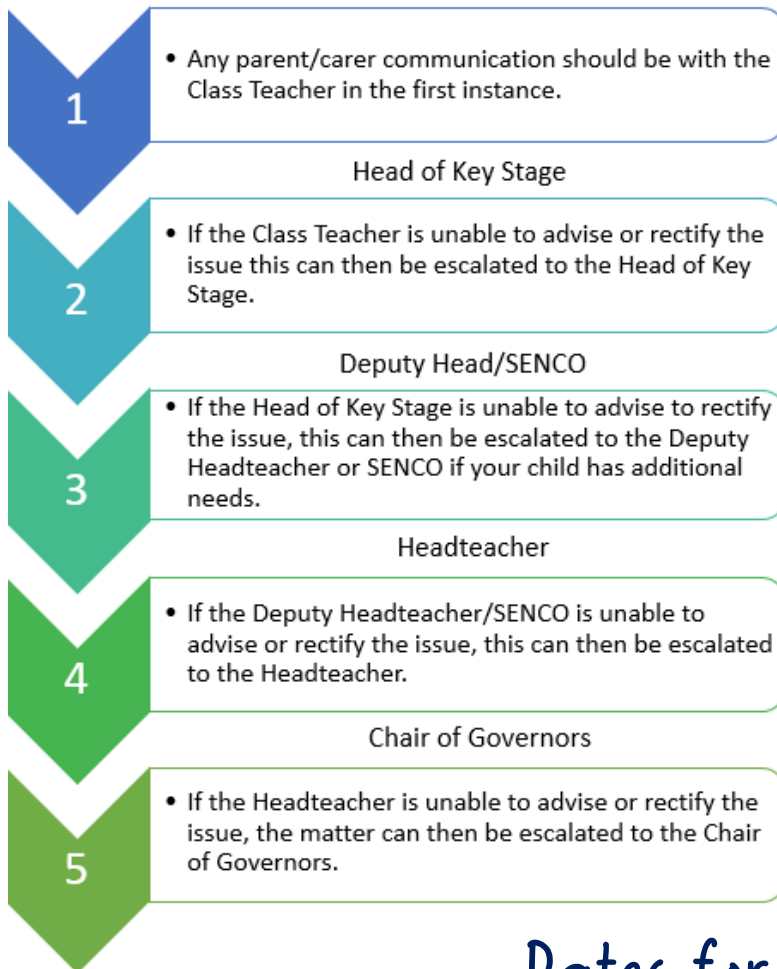 1
• Any parent/carer communication should be with the
Class Teacher in the first instance.
Head of Key Stage
2
• If the Class Teacher is unable to advise or rectify the
issue this can then be escalated to the Head of Key
Stage.
Deputy Head/SENCO
3
• If the Head of Key Stage is unable to advise to rectify
the issue, this can then be escalated to the Deputy
Headteacher or SENCO if your child has additional
needs.
Headteacher
4
• If the Deputy Headteacher/SENCO is unable to
advise or rectify the issue, this can then be escalated
to the Headteacher.
Chair of Governors
5
• If the Headteacher is unable to advise or rectify the
issue, the matter can then be escalated to the Chair
of Governors.
Dates for